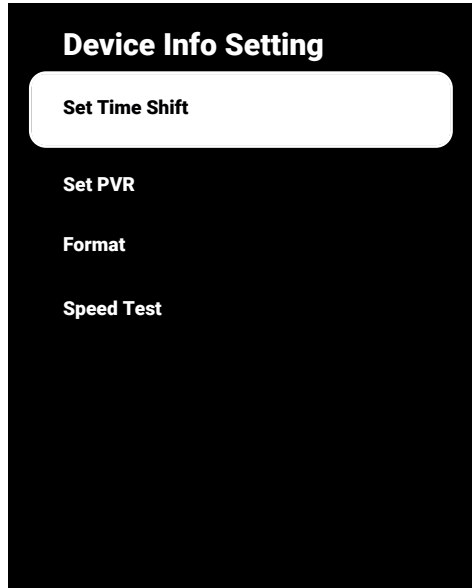 Device Info Setting
Set Time Shift
Set PVR
Format
Speed Test